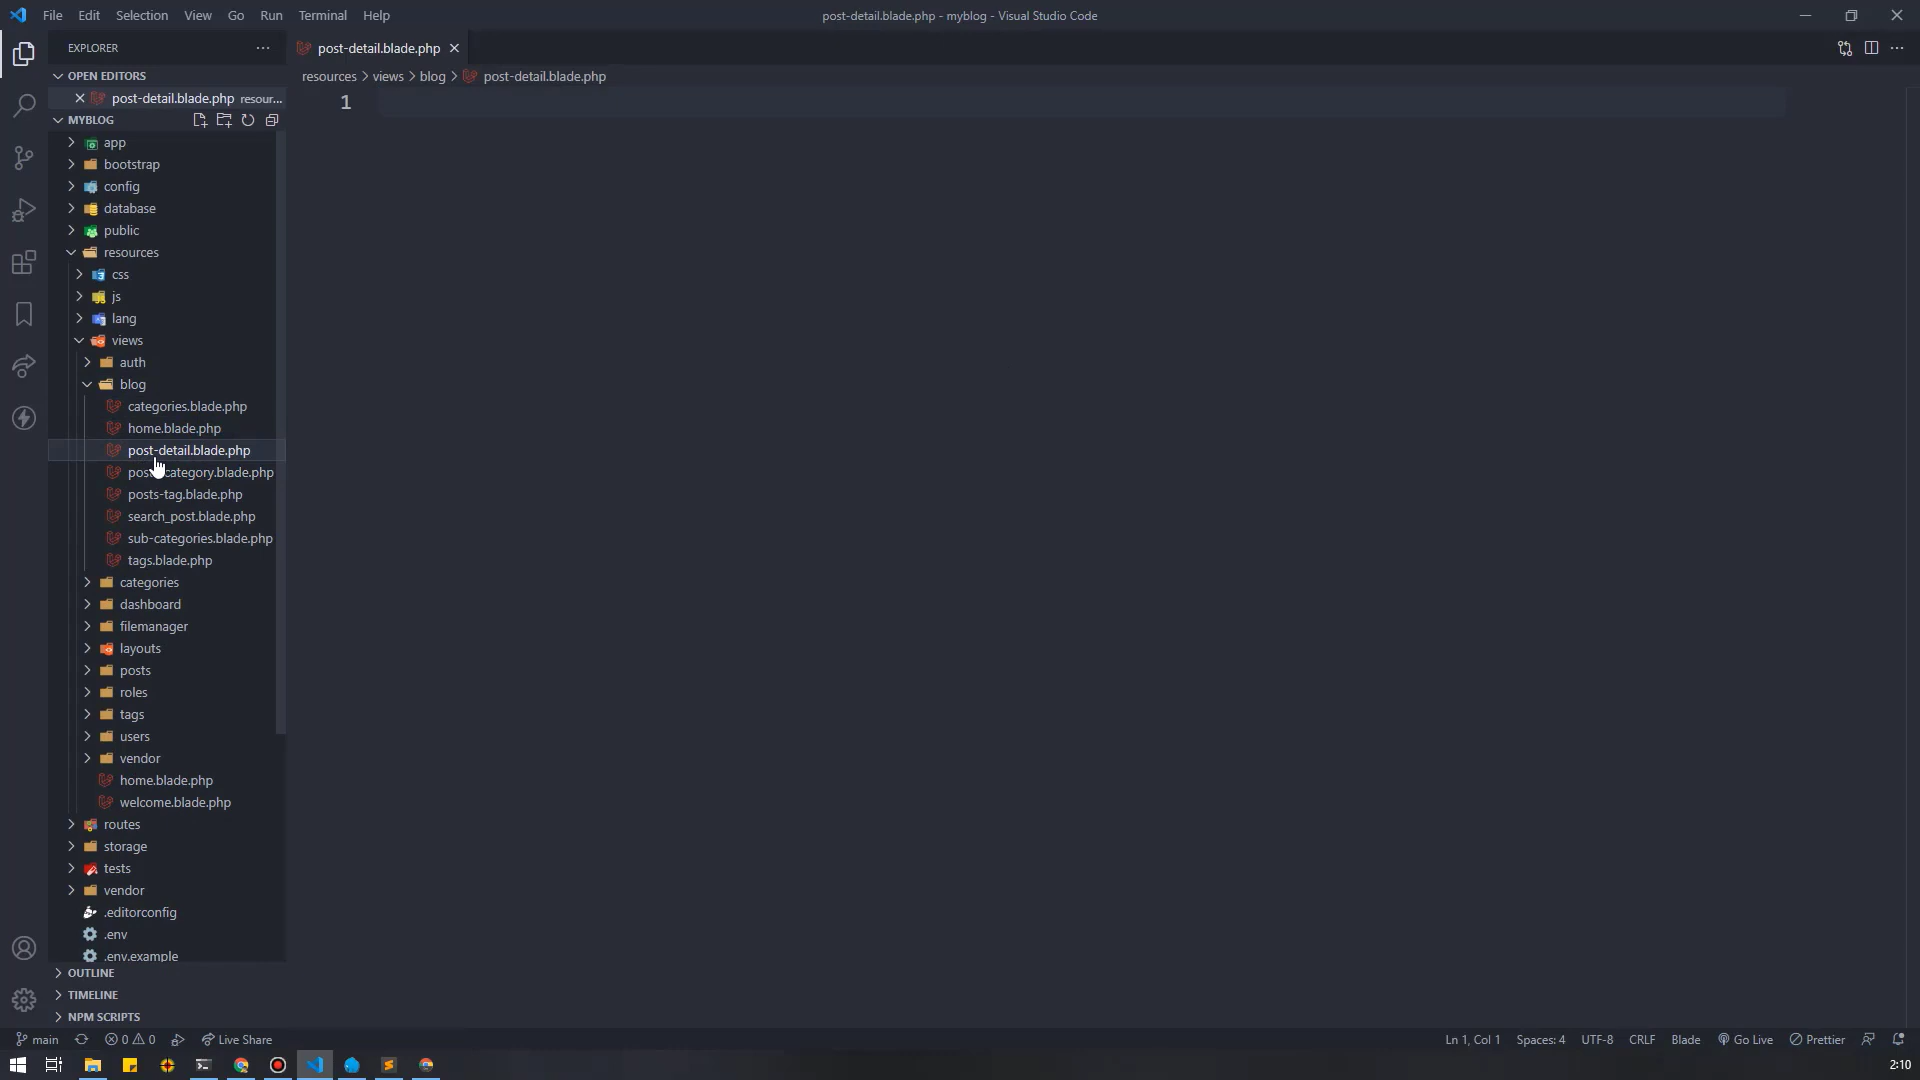 File Edit Selection View Go Run Terminal Help
post-detail.blade.php - myblog - Visual Studio Code
EXPLORER
post-detail.blade.php
OPEN EDITORS
resources > views > blog > post-detail.blade.php
post-detail.blade.php resour...
1
MYBLOG
app
bootstrap
config
database
public
resources
css
js
lang
views
auth
blog
categories.blade.php
home.blade.php
post-detail.blade.php
category.blade.php
posts-tag.blade.php
search_post.blade.php
sub-categories.blade.php
tags.blade.php
categories
dashboard
filemanager
layouts
posts
roles
tags
users
vendor
home.blade.php
welcome.blade.php
routes
storage
tests
vendor
.editorconfig
.env
.env.example
OUTLINE
TIMELINE
NPM SCRIPTS
main 0 0 Live Share
Ln 1, Col 1 Spaces: 4 UTF-8 CRLF Blade Go Live Prettier
2:10